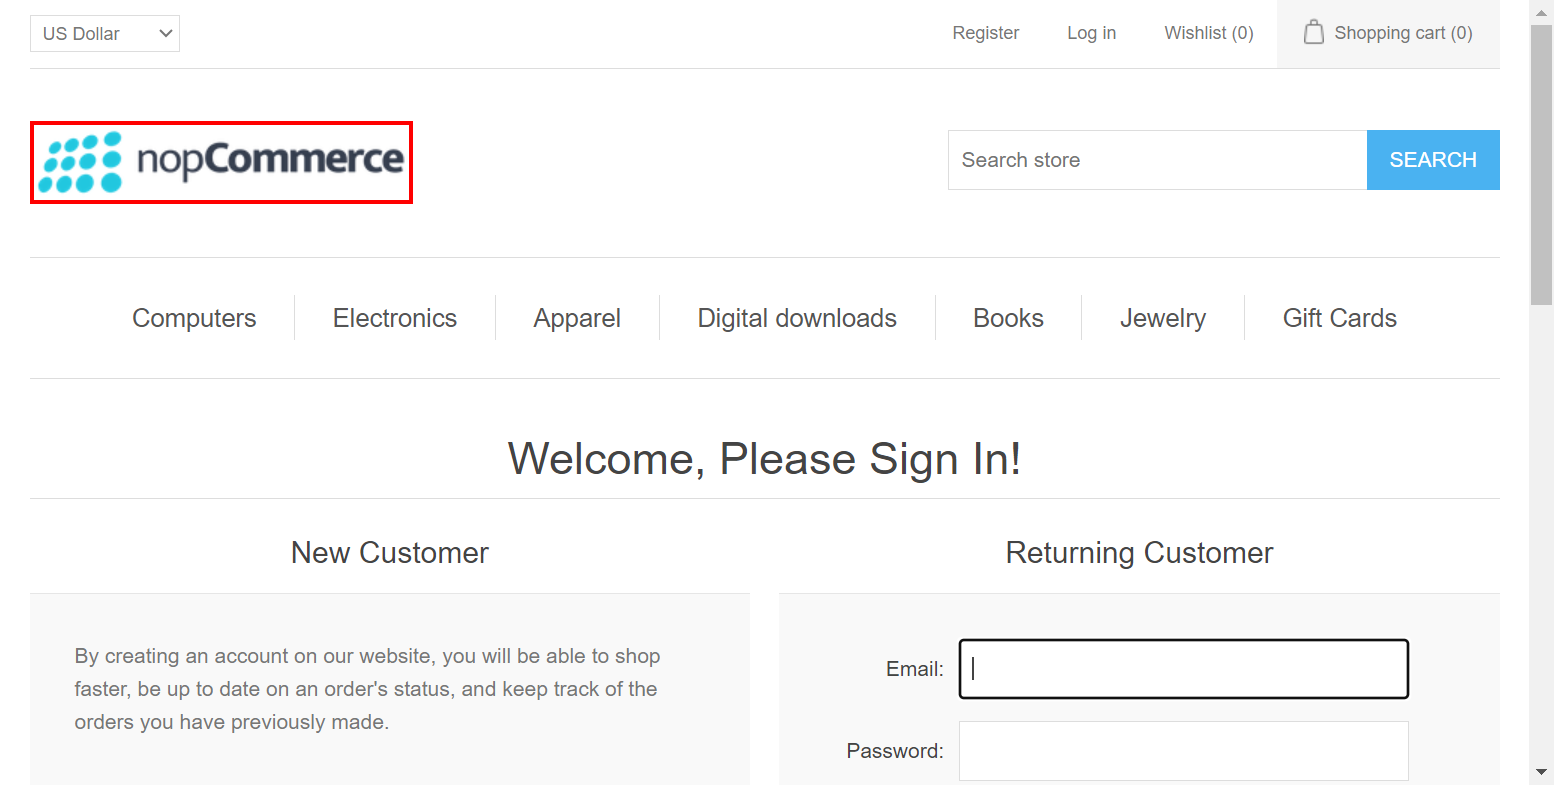 US Dollar
Register
Log in
Wishlist (0)
Shopping cart (0)
nopCommerce
Search store
SEARCH
Computers
Electronics
Apparel
Digital downloads
Books
Jewelry
Gift Cards
Welcome, Please Sign In!
New Customer
By creating an account on our website, you will be able to shop
faster, be up to date on an order's status, and keep track of the
orders you have previously made.
Returning Customer
Email:
Password: